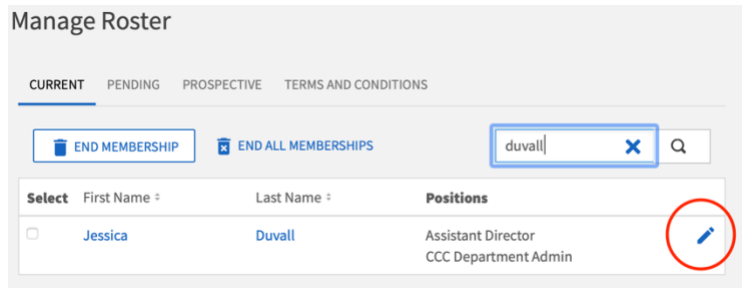 Manage Roster
CURRENT PENDING PROSPECTIVE TERMS AND CONDITIONS
END MEMBERSHIP END ALL MEMBERSHIPS duvall
Select First Name Last Name Positions
Jessica Duvall Assistant Director
CCC Department Admin